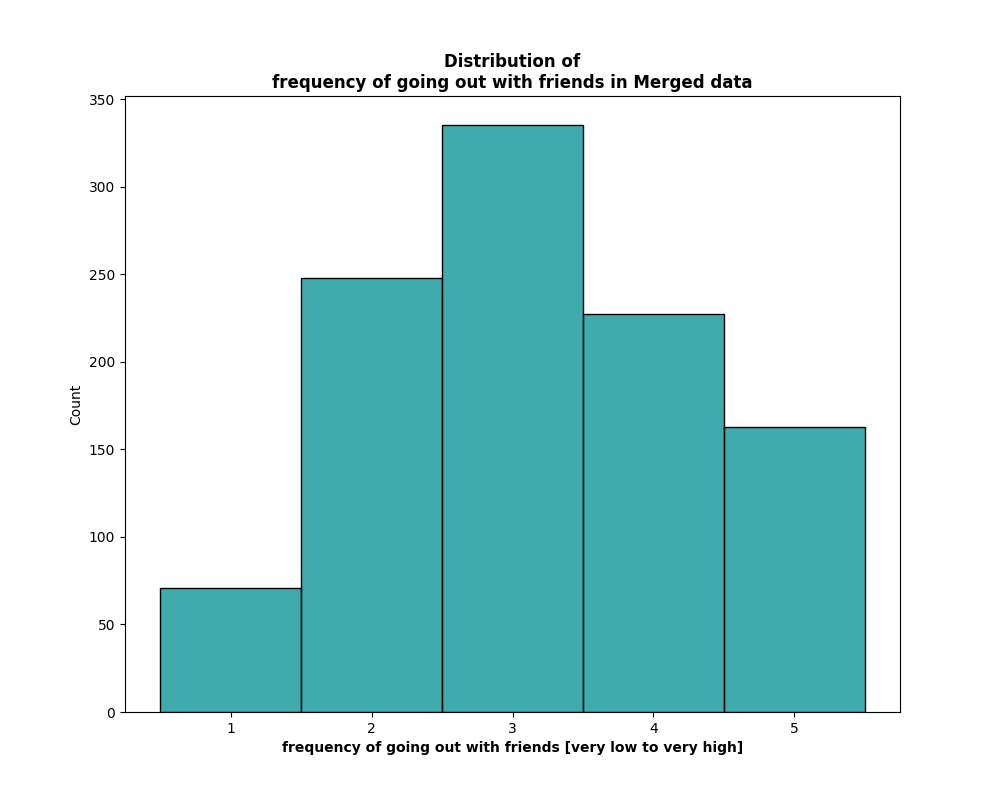 Distribution of
frequency of going out with friends in Merged data
350
300
250
200
150
100
50
0
Count
1 2 3 4 5
frequency of going out with friends [very low to very high]